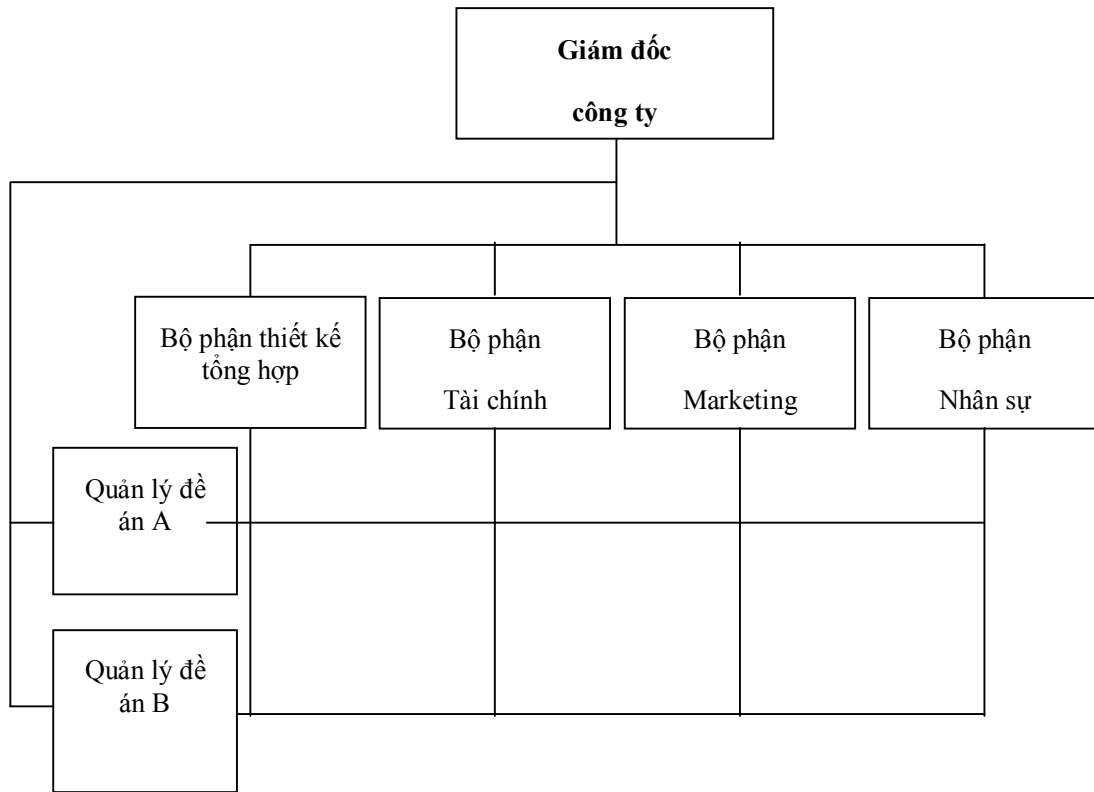 Giám đốc
công ty
Bộ phận thiết kế
tổng hợp
Bộ phận
Tài chính
Bộ phận
Marketing
Bộ phận
Nhân sự
Quản lý đề
án A
Quản lý đề
án B